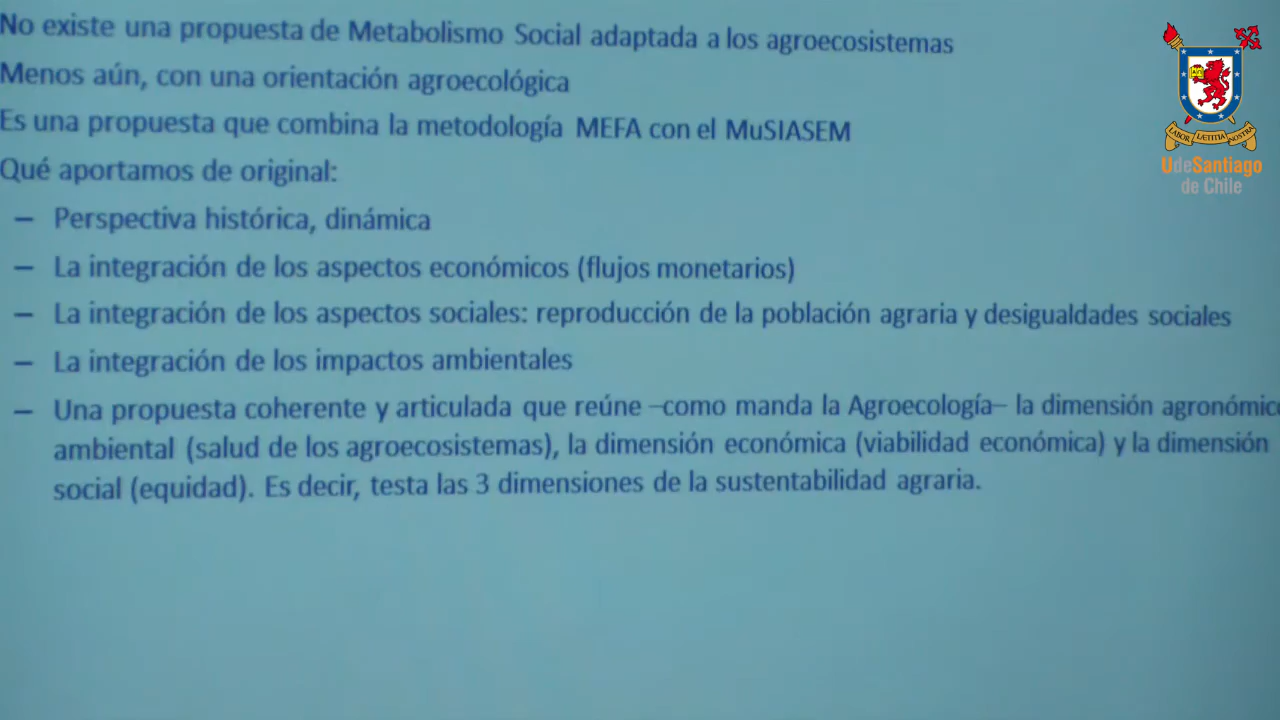 No existe una propuesta de Metabolismo Social adaptada a los agroecosistemas
Menos aún, con una orientación agroecológica
Es una propuesta que combina la metodología MEFA con el MuSIASEM
Qué aportamos de original:
– Perspectiva histórica, dinámica
– La integración de los aspectos económicos (flujos monetarios)
– La integración de los aspectos sociales: reproducción de la población agraria y desigualdades sociales
– La integración de los impactos ambientales
– Una propuesta coherente y articulada que reúne –como manda la Agroecología– la dimensión agronómico
ambiental (salud de los agroecosistemas), la dimensión económica (viabilidad económica) y la dimensión
social (equidad). Es decir, testa las 3 dimensiones de la sustentabilidad agraria.
LABOR LÆTITIA NOSTRA
UdeSantiago
de Chile